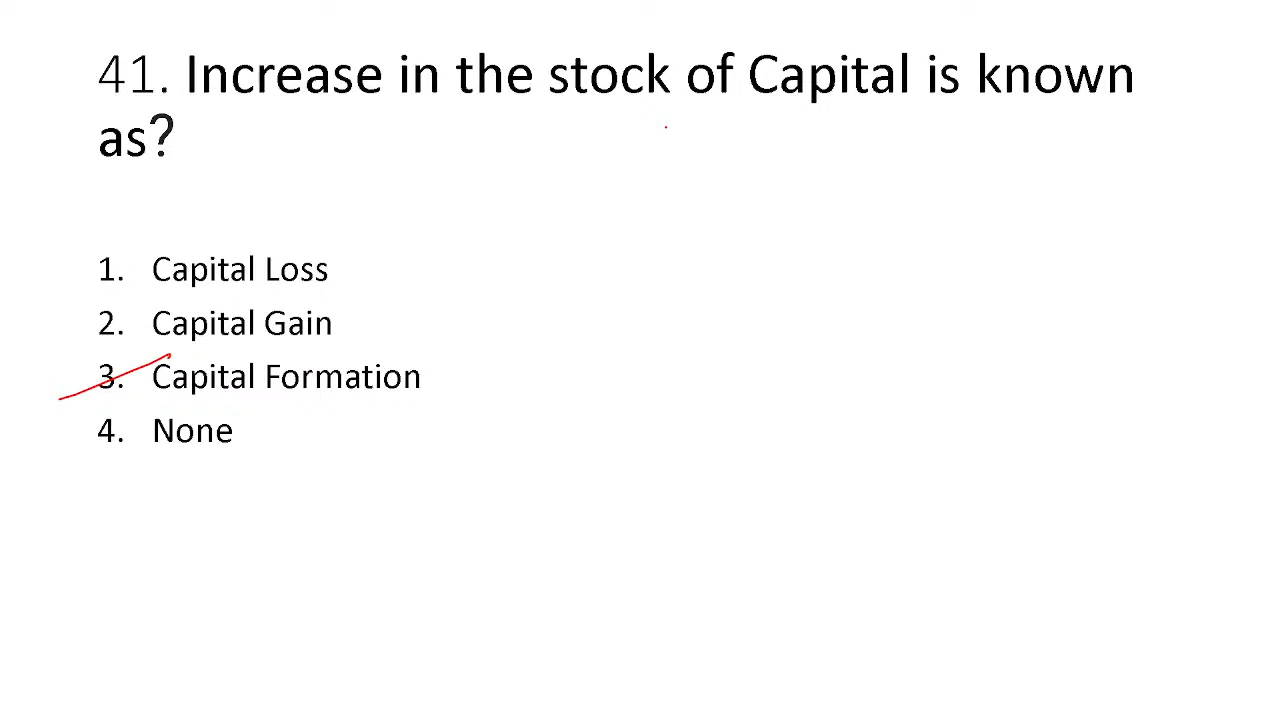 41. Increase in the stock of Capital is known
as?
1. Capital Loss
2. Capital Gain
3. Capital Formation
4. None